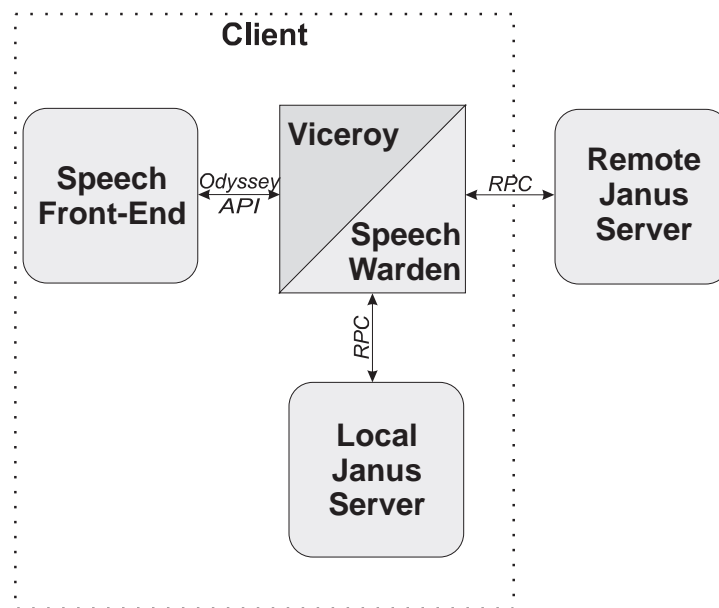 Client
Speech
Front-End
Odyssey
API
Viceroy
Speech
Warden
RPC
Remote
Janus
Server
RPC
Local
Janus
Server